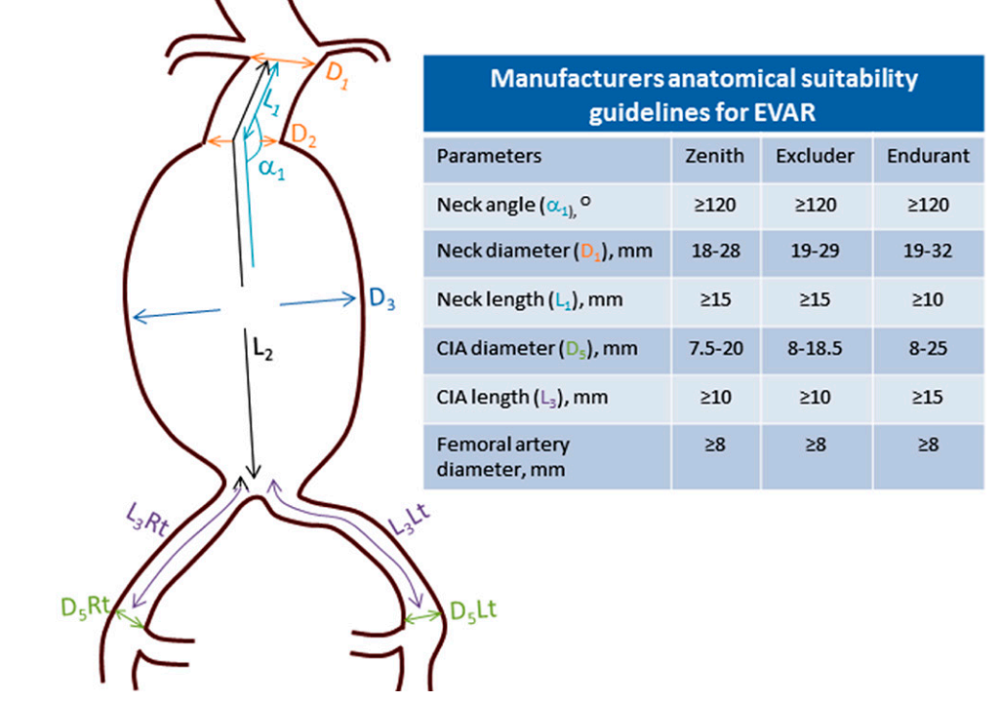 D1
L1
D2
α1
D3
L2
L3Rt
L3Lt
D5Rt
D5Lt
Manufacturers anatomical suitability
guidelines for EVAR
Parameters Zenith Excluder Endurant
Neck angle (α1), ° ≥120 ≥120 ≥120
Neck diameter (D1), mm 18-28 19-29 19-32
Neck length (L1), mm ≥15 ≥15 ≥10
CIA diameter (D5), mm 7.5-20 8-18.5 8-25
CIA length (L3), mm ≥10 ≥10 ≥15
Femoral artery ≥8 ≥8 ≥8
diameter, mm